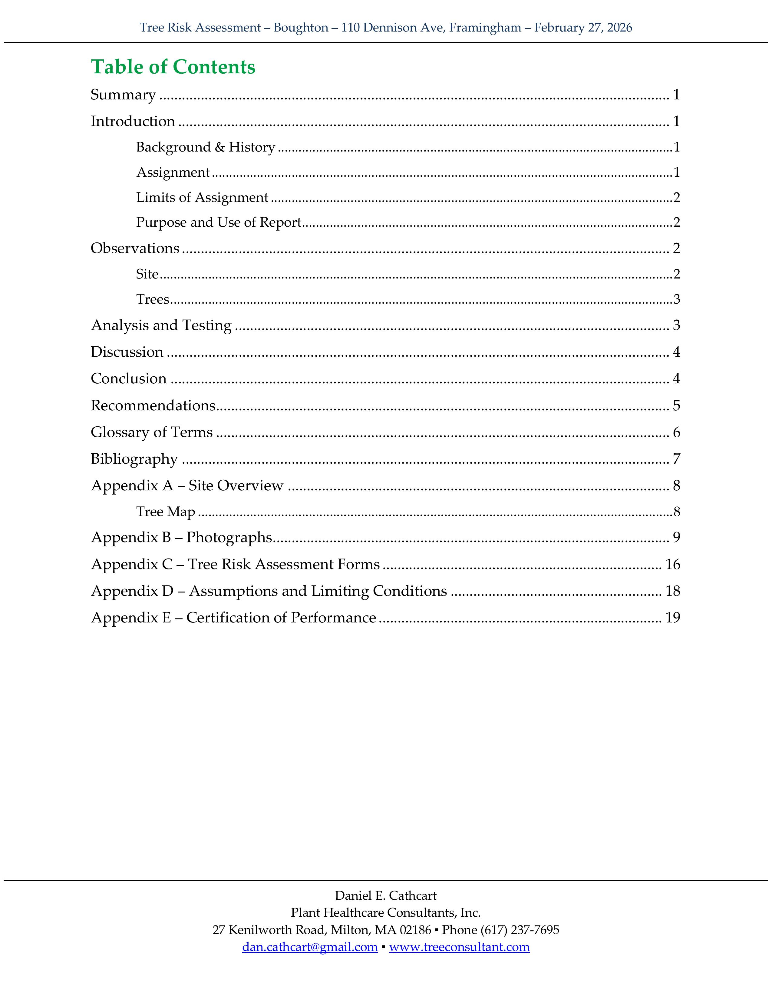 Tree Risk Assessment – Boughton – 110 Dennison Ave, Framingham – February 27, 2026
Table of Contents
Summary ........................................................................................................................................ 1
Introduction ................................................................................................................................... 1
Background & History ...................................................................................................................1
Assignment.....................................................................................................................................1
Limits of Assignment .....................................................................................................................2
Purpose and Use of Report............................................................................................................2
Observations .................................................................................................................................. 2
Site...................................................................................................................................................2
Trees................................................................................................................................................3
Analysis and Testing ..................................................................................................................... 3
Discussion ...................................................................................................................................... 4
Conclusion ..................................................................................................................................... 4
Recommendations......................................................................................................................... 5
Glossary of Terms ......................................................................................................................... 6
Bibliography .................................................................................................................................. 7
Appendix A – Site Overview ....................................................................................................... 8
Tree Map .........................................................................................................................................8
Appendix B – Photographs.......................................................................................................... 9
Appendix C – Tree Risk Assessment Forms ........................................................................... 16
Appendix D – Assumptions and Limiting Conditions .......................................................... 18
Appendix E – Certification of Performance ............................................................................ 19
Daniel E. Cathcart
Plant Healthcare Consultants, Inc.
27 Kenilworth Road, Milton, MA 02186 ▪ Phone (617) 237-7695
dan.cathcart@gmail.com ▪ www.treeconsultant.com